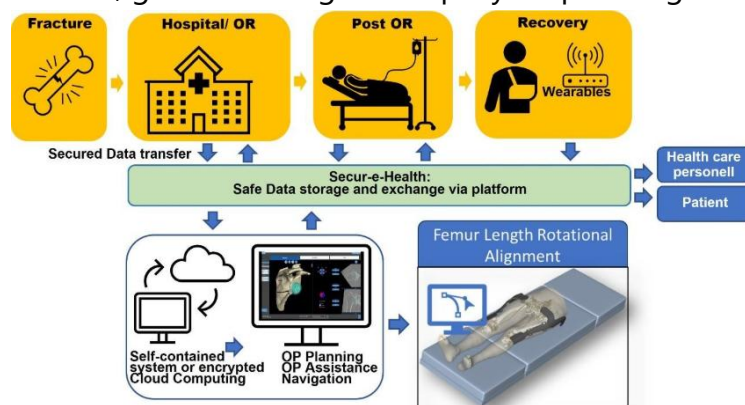 Fracture
Hospital/ OR
Post OR
Recovery
Wearables
Secured Data transfer
Secur-e-Health:
Safe Data storage and exchange via platform
Health care
personell
Patient
Femur Length Rotational
Alignment
Self-contained
system or encrypted
Cloud Computing
OP Planning
OP Assistance
Navigation